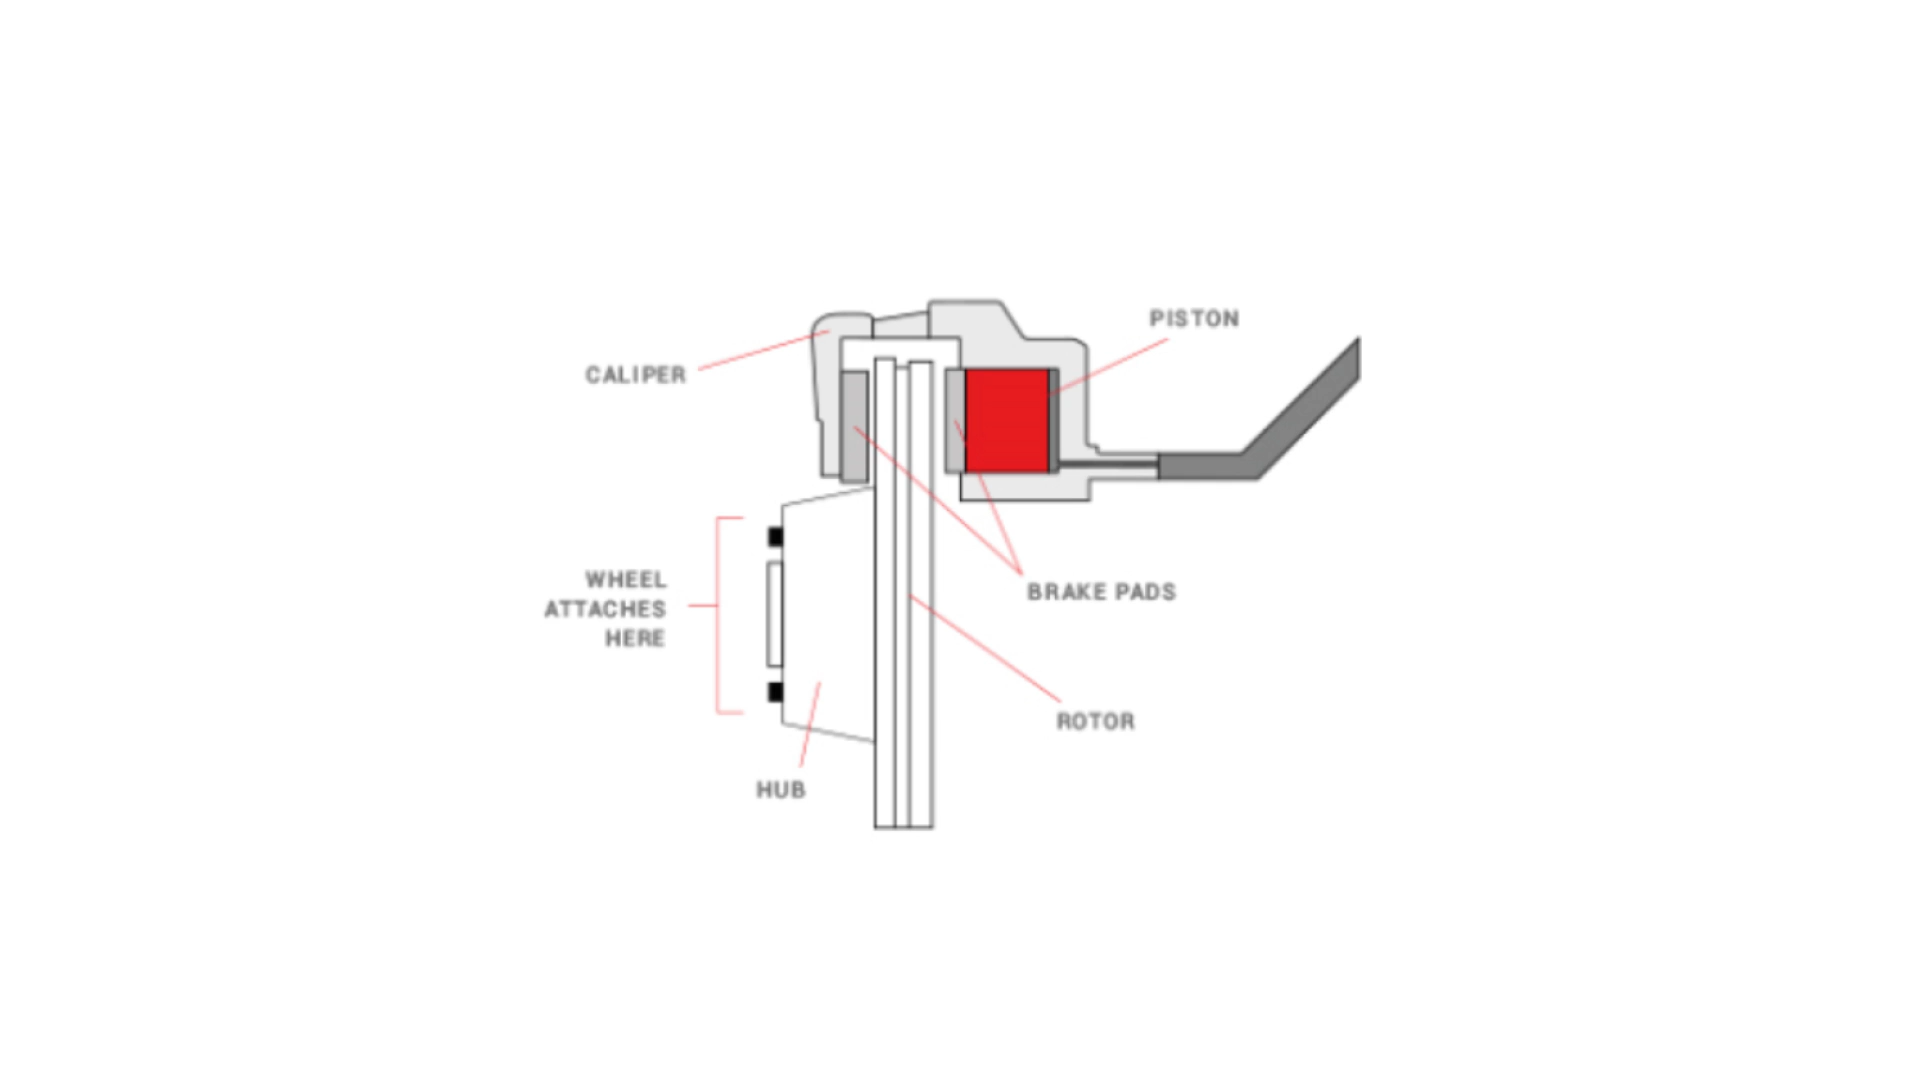 PISTON
CALIPER
WHEEL
ATTACHES
HERE
BRAKE PADS
ROTOR
HUB